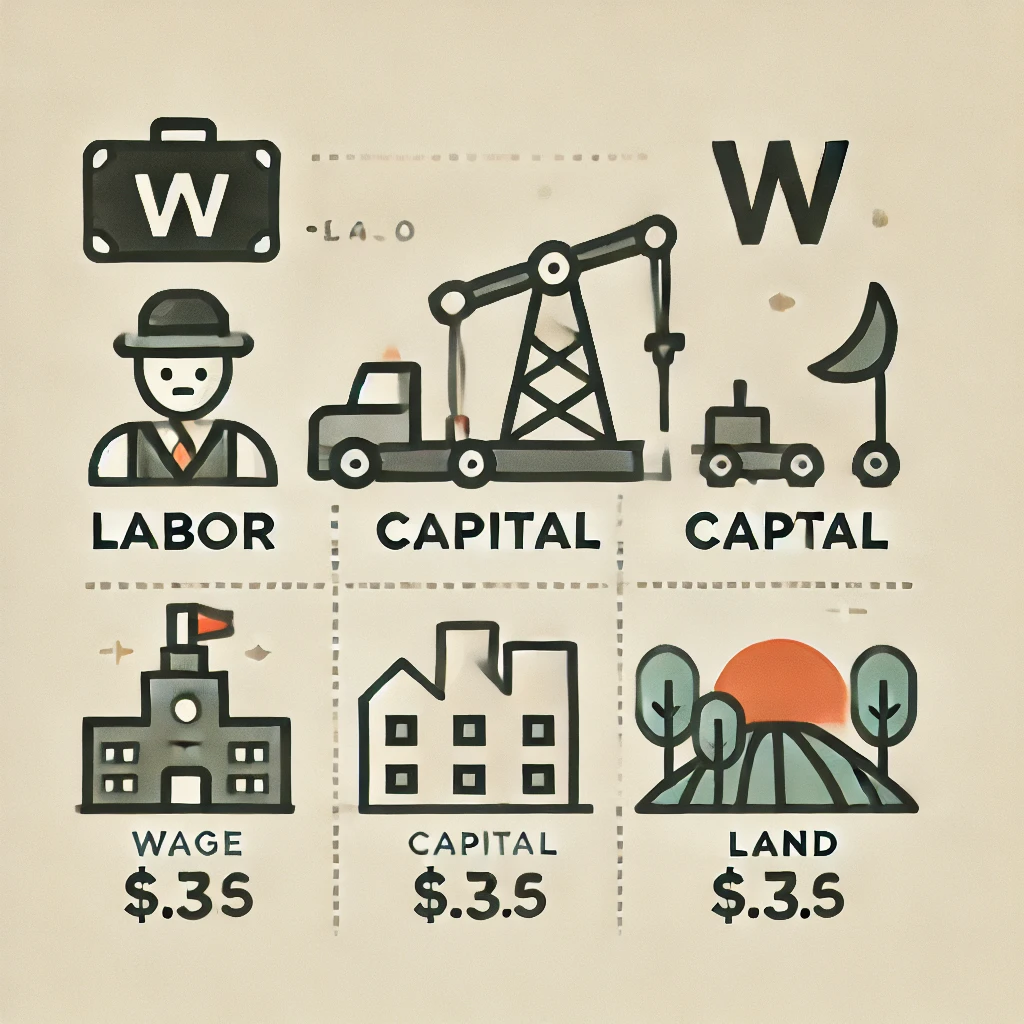 W
W
LABOR CAPITAL CAPTAL
WAGE CAPITAL LAND
$.3S $.3.5 $.3.5